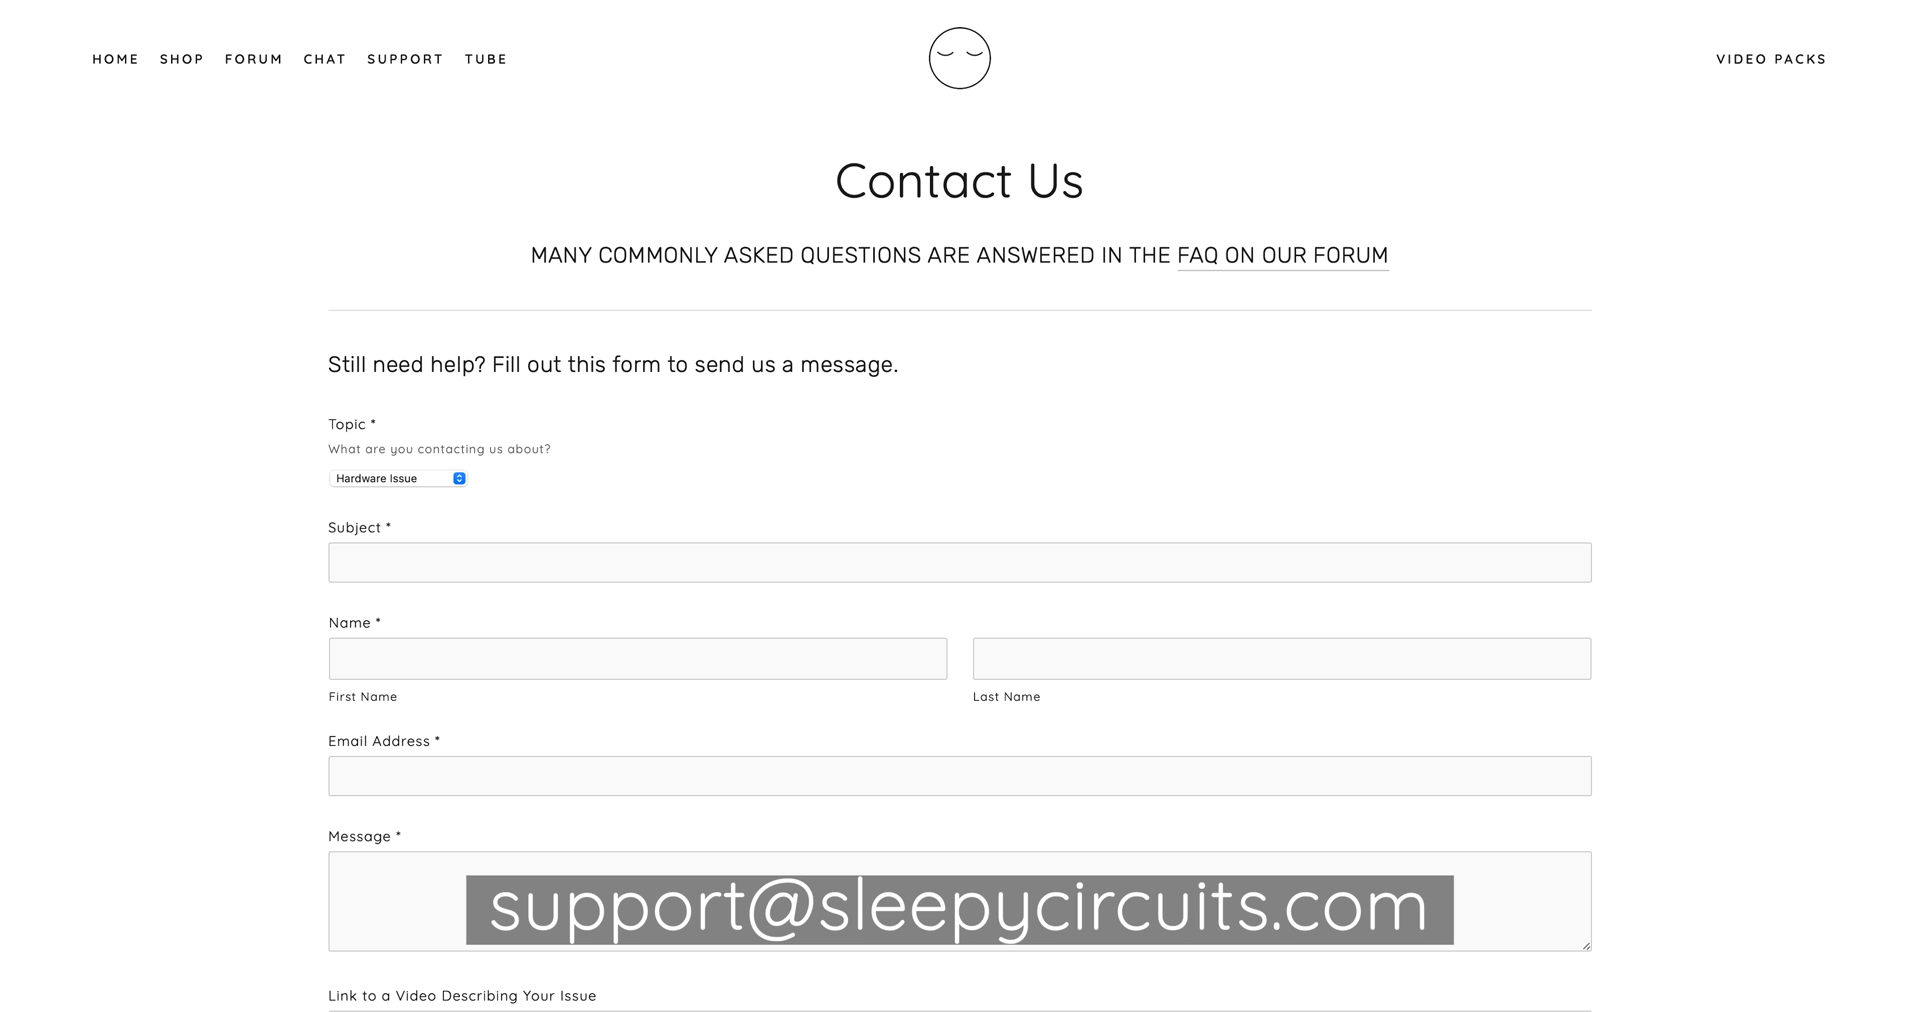 HOME SHOP FORUM CHAT SUPPORT TUBE
VIDEO PACKS
Contact Us
MANY COMMONLY ASKED QUESTIONS ARE ANSWERED IN THE FAQ ON OUR FORUM
Still need help? Fill out this form to send us a message.
Topic *
What are you contacting us about?
Hardware Issue
Subject *
Name *
First Name
Last Name
Email Address *
Message *
support@sleepycircuits.com
Link to a Video Describing Your Issue